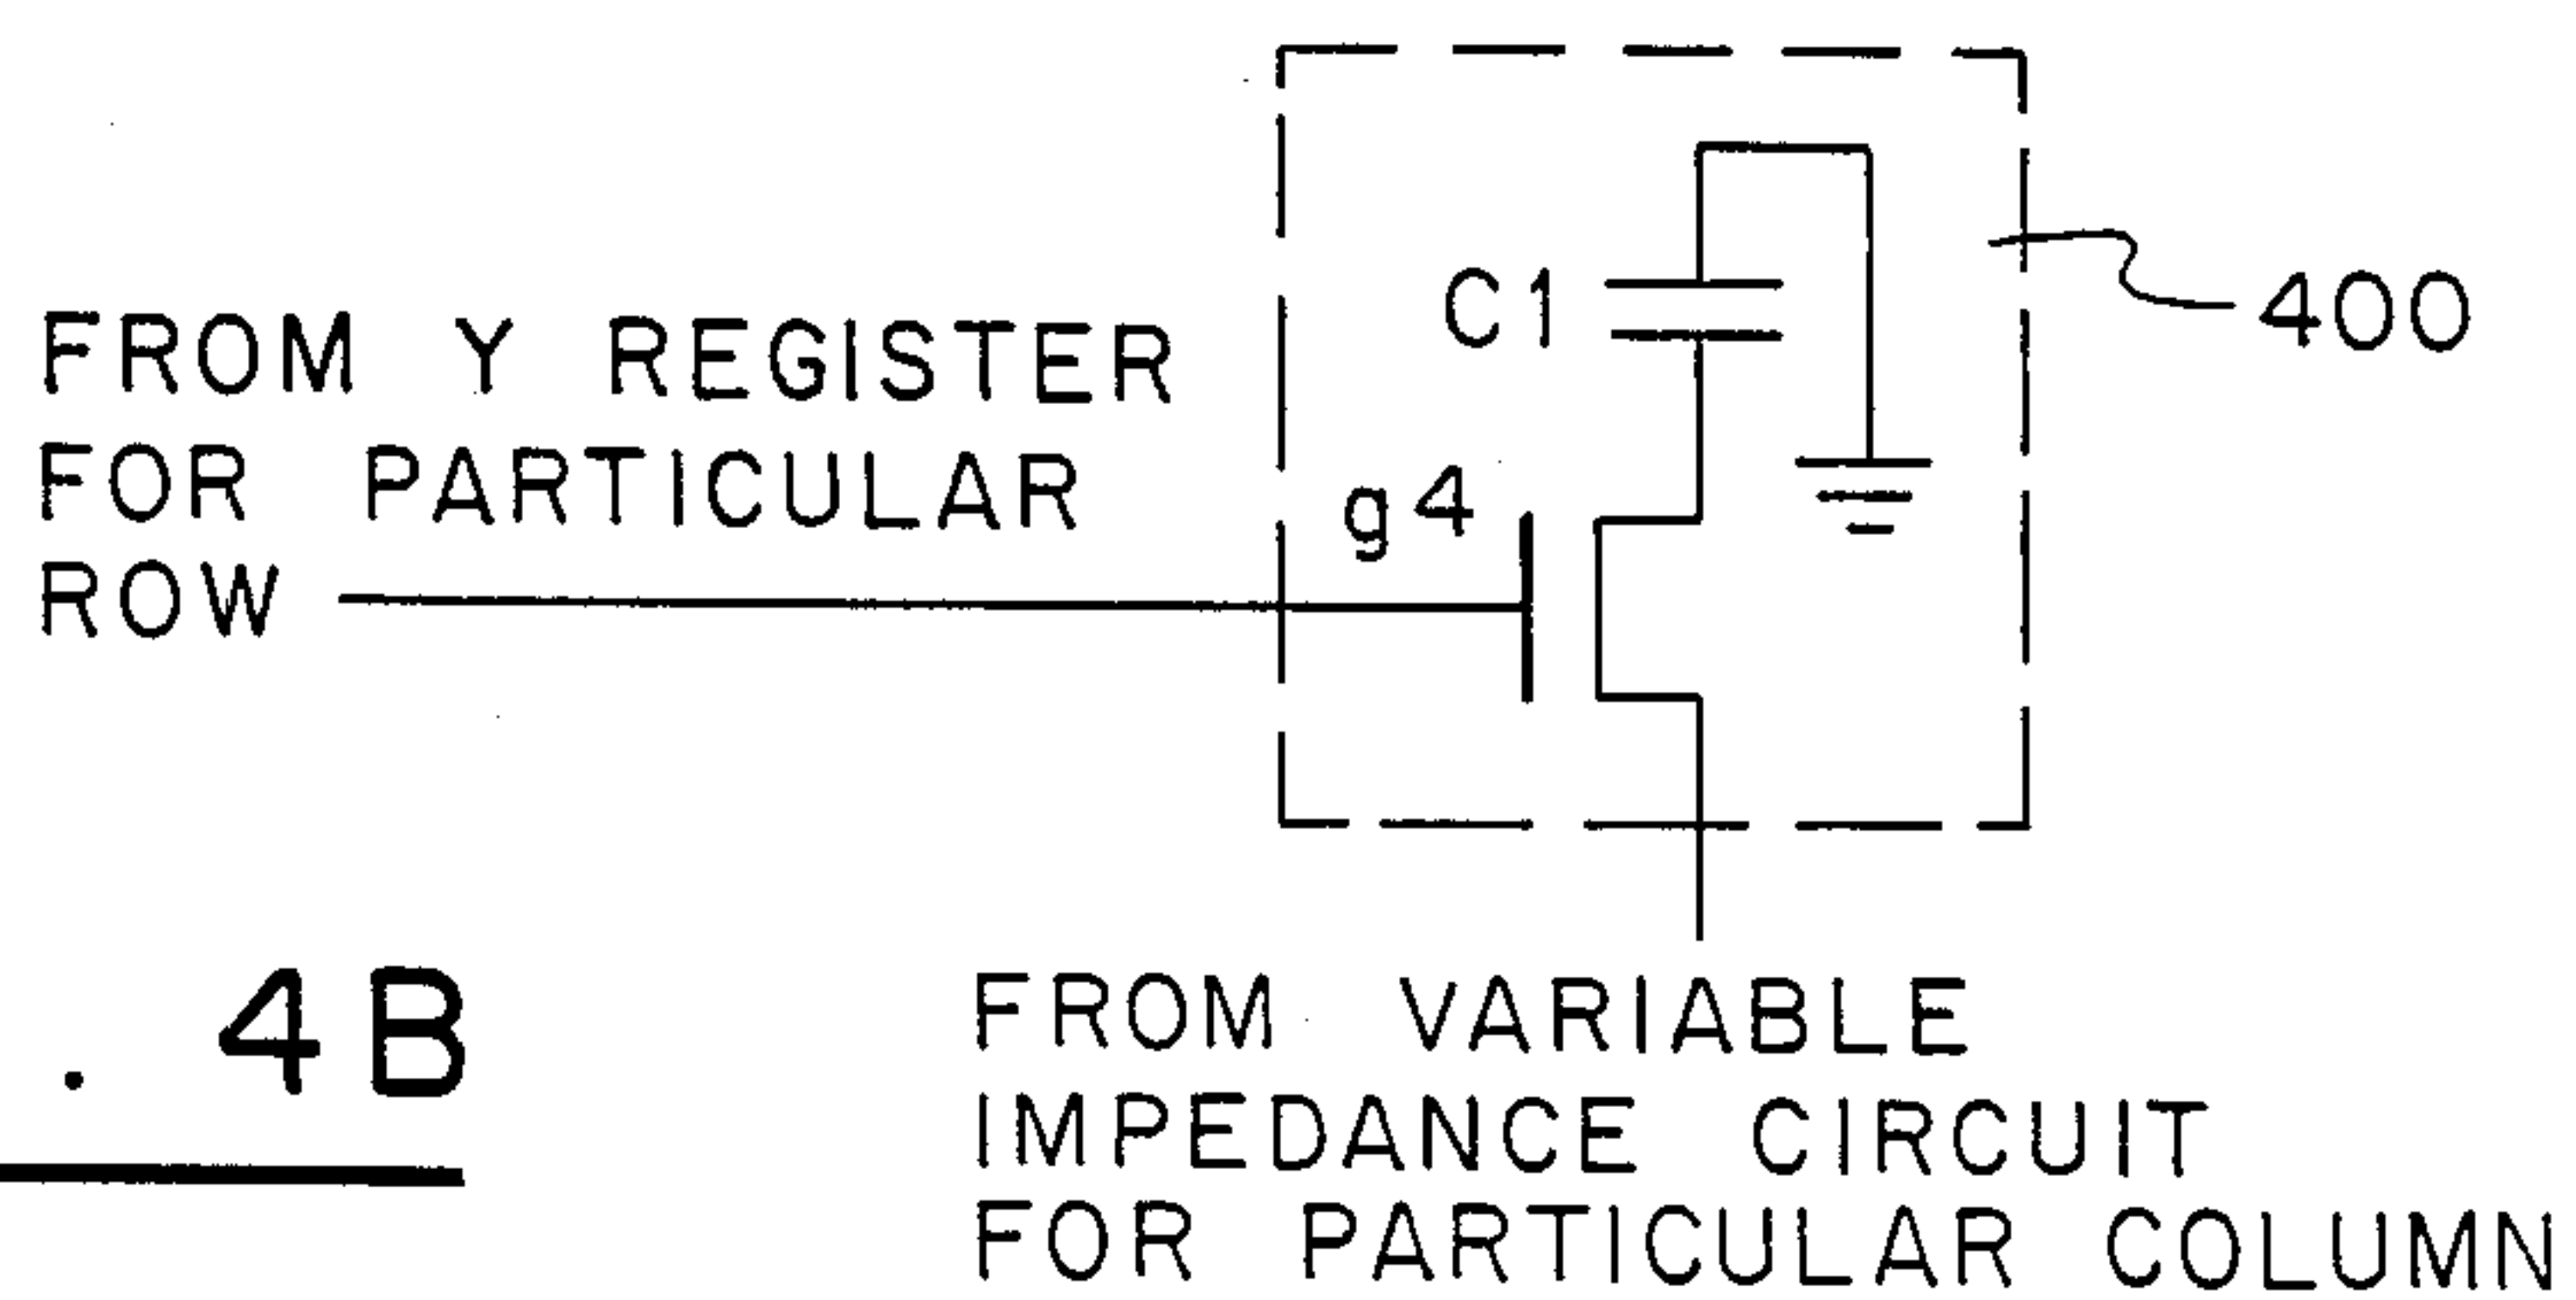 C1
400
FROM Y REGISTER
FOR PARTICULAR
ROW
g4
. 4B
FROM VARIABLE
IMPEDANCE CIRCUIT
FOR PARTICULAR COLUMN